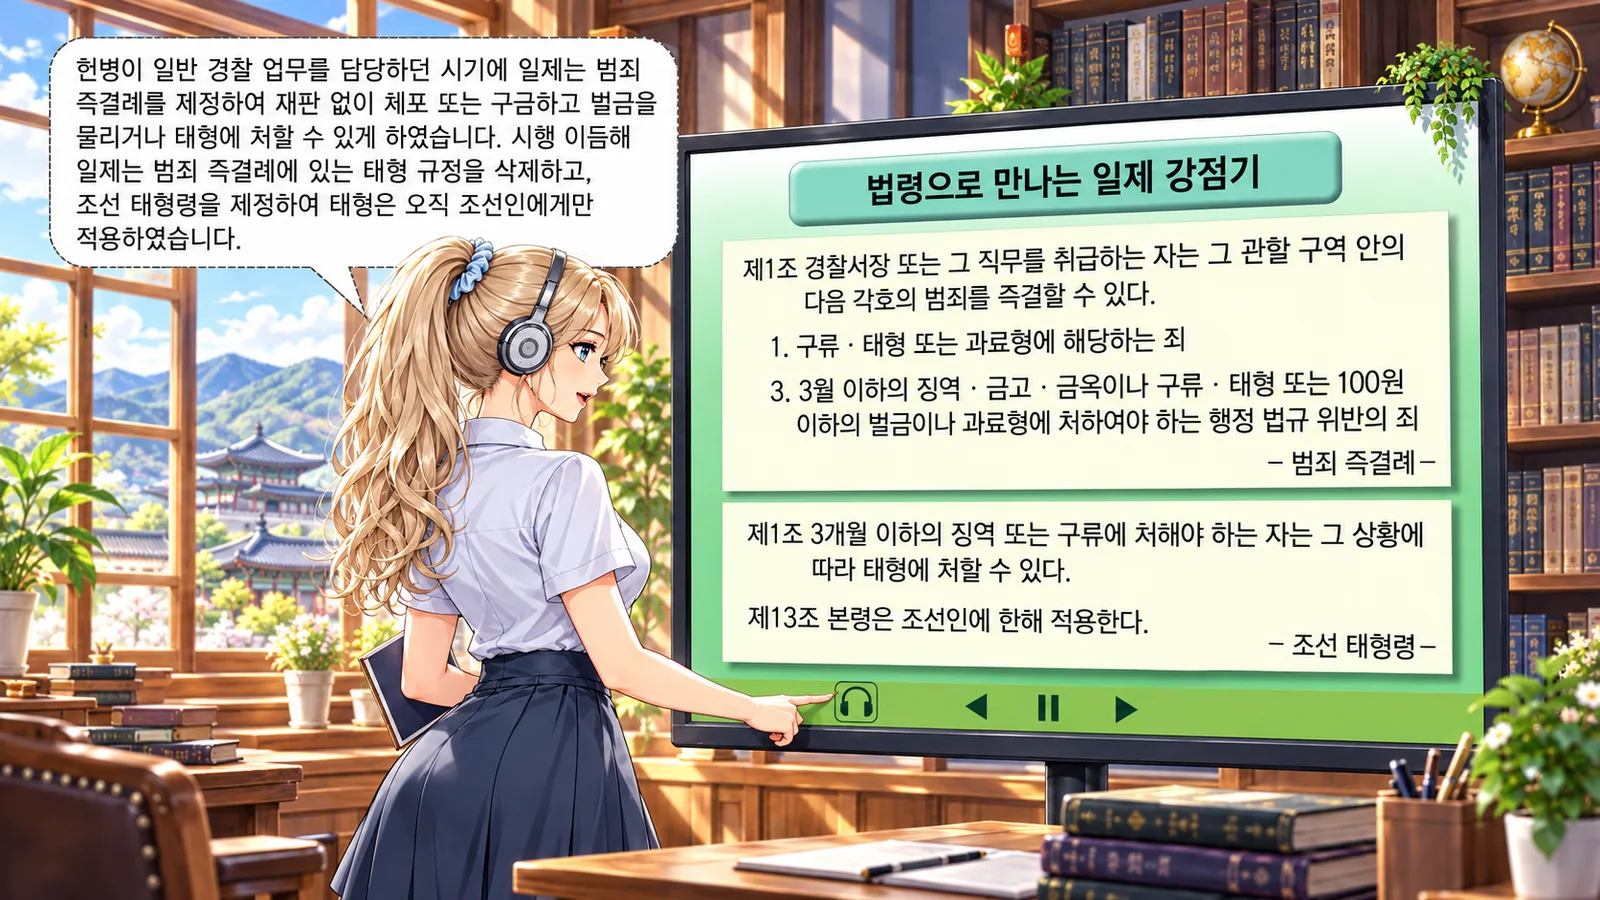 헌병이 일반 경찰 업무를 담당하던 시기에 일제는 범죄
즉결례를 제정하여 재판 없이 체포 또는 구금하고 벌금을
물리거나 태형에 처할 수 있게 하였습니다. 시행 이듬해
일제는 범죄 즉결례에 있는 태형 규정을 삭제하고,
조선 태형령을 제정하여 태형은 오직 조선인에게만
적용하였습니다.
법령으로 만나는 일제 강점기
제1조 경찰서장 또는 그 직무를 취급하는 자는 그 관할 구역 안의
다음 각호의 범죄를 즉결할 수 있다.
1. 구류 · 태형 또는 과료형에 해당하는 죄
3. 3월 이하의 징역 · 금고 · 금옥이나 구류 · 태형 또는 100원
이하의 벌금이나 과료형에 처하여야 하는 행정 법규 위반의 죄
– 범죄 즉결례 –
제1조 3개월 이하의 징역 또는 구류에 처해야 하는 자는 그 상황에
따라 태형에 처할 수 있다.
제13조 본령은 조선인에 한해 적용한다.
– 조선 태형령 –